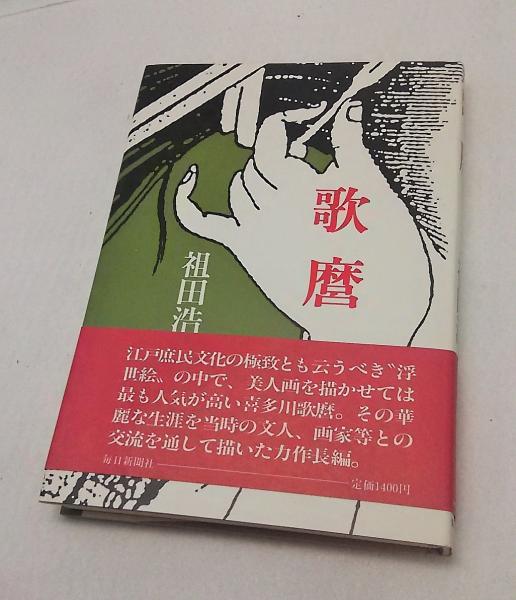 歌麿
祖田浩
江戸庶民文化の極致とも云うべき〝浮
世絵〟の中で、美人画を描かせては
最も人気が高い喜多川歌麿。その華
麗な生涯を当時の文人、画家等との
交流を通して描いた力作長編。
毎日新聞社
定価1400円